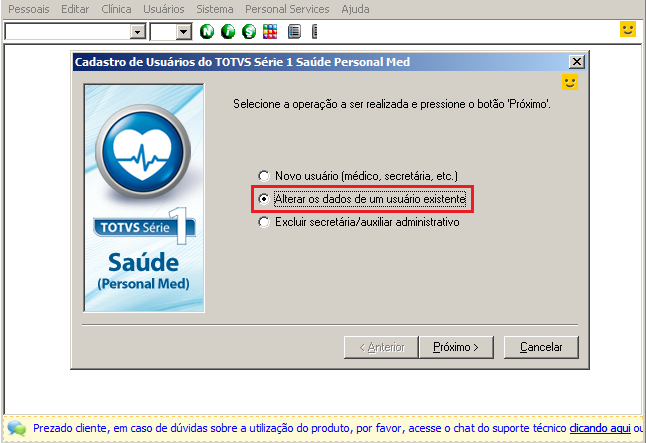 Pessoais Editar Clínica Usuários Sistema Personal Services Ajuda
Cadastro de Usuários do TOTVS Série 1 Saúde Personal Med
Selecione a operação a ser realizada e pressione o botão 'Próximo'.
Novo usuário (médico, secretária, etc.)
Alterar os dados de um usuário existente
Excluir secretária/auxiliar administrativo
TOTVS Série 1
Saúde
(Personal Med)
< Anterior Próximo > Cancelar
Prezado cliente, em caso de dúvidas sobre a utilização do produto, por favor, acesse o chat do suporte técnico clicando aqui ou